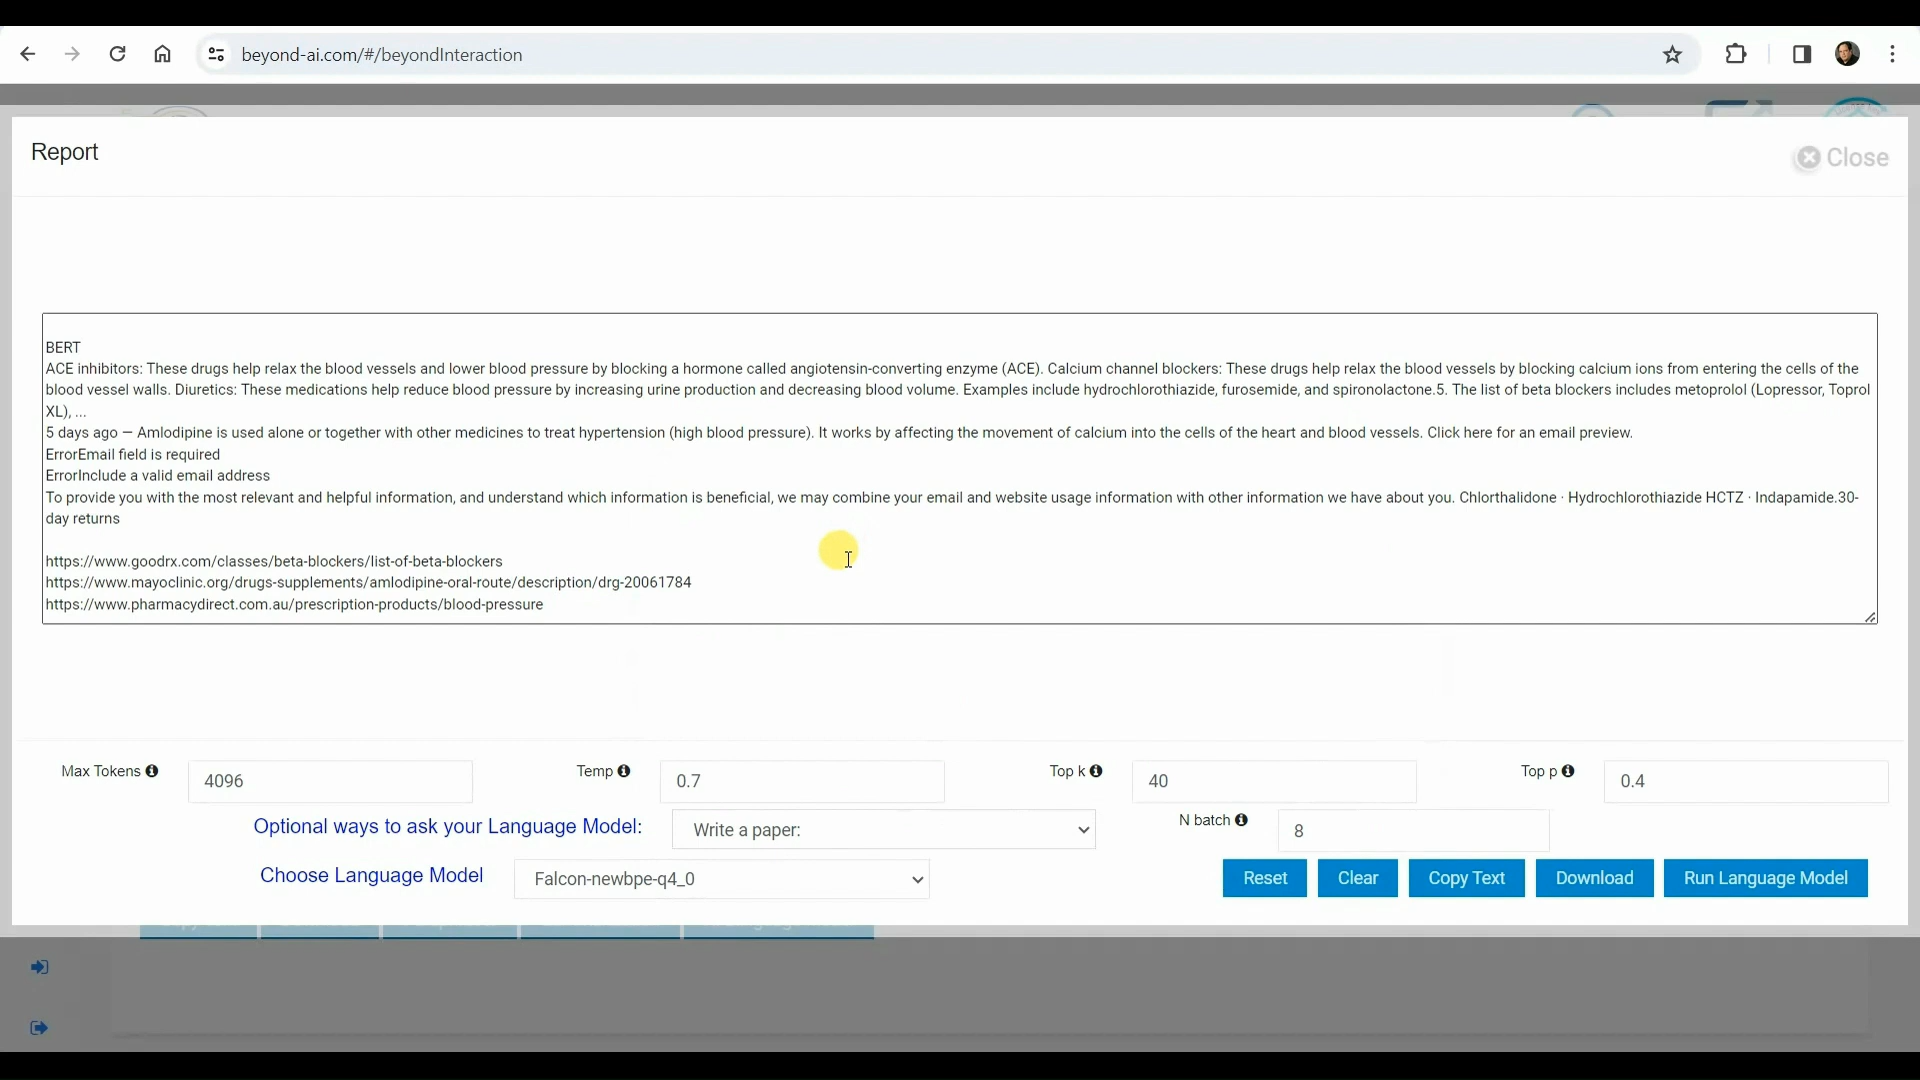 beyond-ai.com/#/beyondInteraction
Report
Close
BERT
ACE inhibitors: These drugs help relax the blood vessels and lower blood pressure by blocking a hormone called angiotensin-converting enzyme (ACE). Calcium channel blockers: These drugs help relax the blood vessels by blocking calcium ions from entering the cells of the
blood vessel walls. Diuretics: These medications help reduce blood pressure by increasing urine production and decreasing blood volume. Examples include hydrochlorothiazide, furosemide, and spironolactone.5. The list of beta blockers includes metoprolol (Lopressor, Toprol
XL), ...
5 days ago — Amlodipine is used alone or together with other medicines to treat hypertension (high blood pressure). It works by affecting the movement of calcium into the cells of the heart and blood vessels. Click here for an email preview.
ErrorEmail field is required
ErrorInclude a valid email address
To provide you with the most relevant and helpful information, and understand which information is beneficial, we may combine your email and website usage information with other information we have about you. Chlorthalidone · Hydrochlorothiazide HCTZ · Indapamide.30-
day returns
https://www.goodrx.com/classes/beta-blockers/list-of-beta-blockers
https://www.mayoclinic.org/drugs-supplements/amlodipine-oral-route/description/drg-20061784
https://www.pharmacydirect.com.au/prescription-products/blood-pressure
Max Tokens 4096 Temp 0.7 Top k 40 Top p 0.4
Optional ways to ask your Language Model: Write a paper: N batch 8
Choose Language Model Falcon-newbpe-q4_0 Reset Clear Copy Text Download Run Language Model